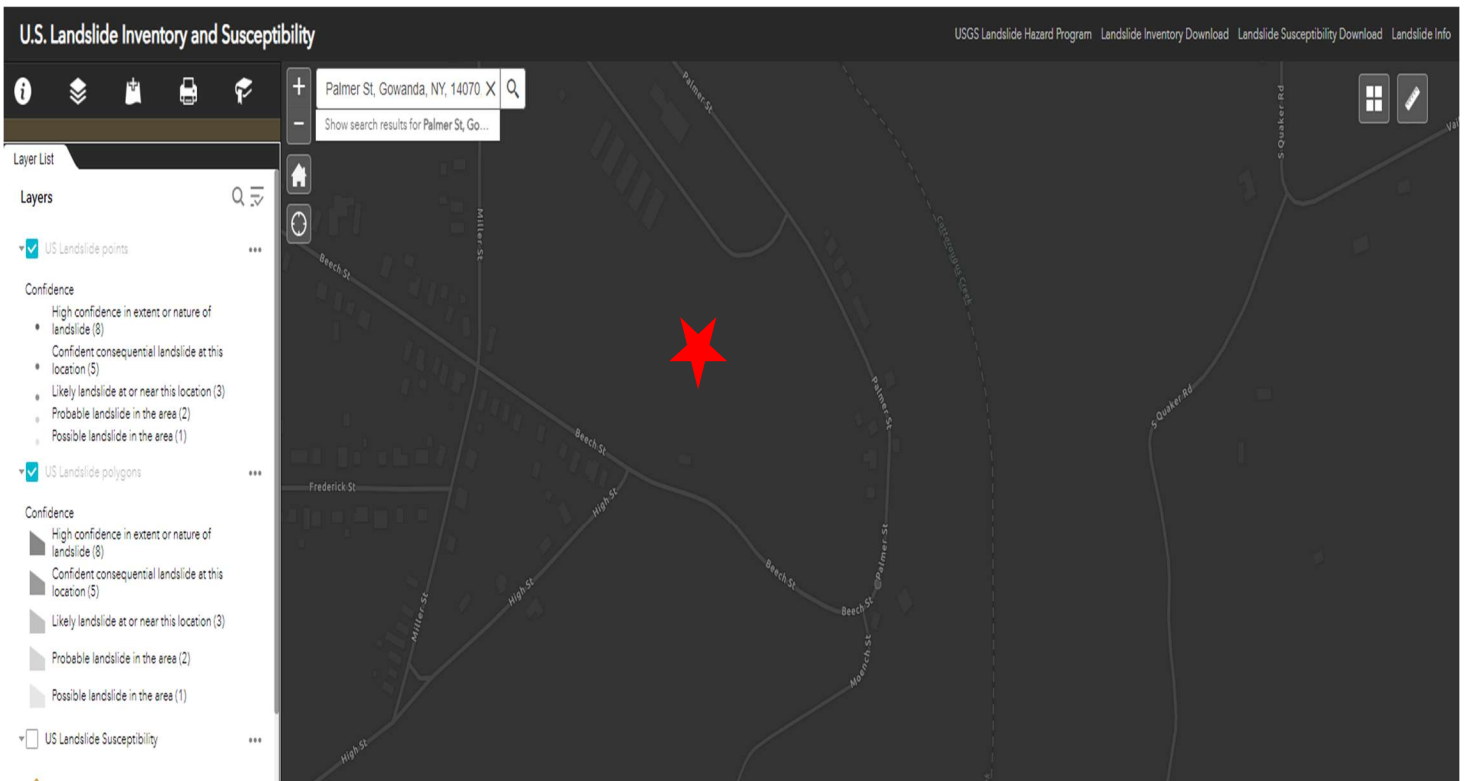 U.S. Landslide Inventory and Susceptibility
USGS Landslide Hazard Program Landslide Inventory Download Landslide Susceptibility Download Landslide Info
Palmer St, Gowanda, NY, 14070
Show search results for Palmer St, Go...
Layer List
Layers
US Landslide points
Confidence
High confidence in extent or nature of
landslide (8)
Confident consequential landslide at this
location (5)
Likely landslide at or near this location (3)
Probable landslide in the area (2)
Possible landslide in the area (1)
US Landslide polygons
Confidence
High confidence in extent or nature of
landslide (8)
Confident consequential landslide at this
location (5)
Likely landslide at or near this location (3)
Probable landslide in the area (2)
Possible landslide in the area (1)
US Landslide Susceptibility
Palmer St
S Quaker Rd
Val
Miller St
Cattaraugus Creek
Beech St
Palmer St
S Quaker Rd
Beech St
Frederick St
High St
Palmer St
Beech St
High St
Miller St
Beech St
Moench St
High St